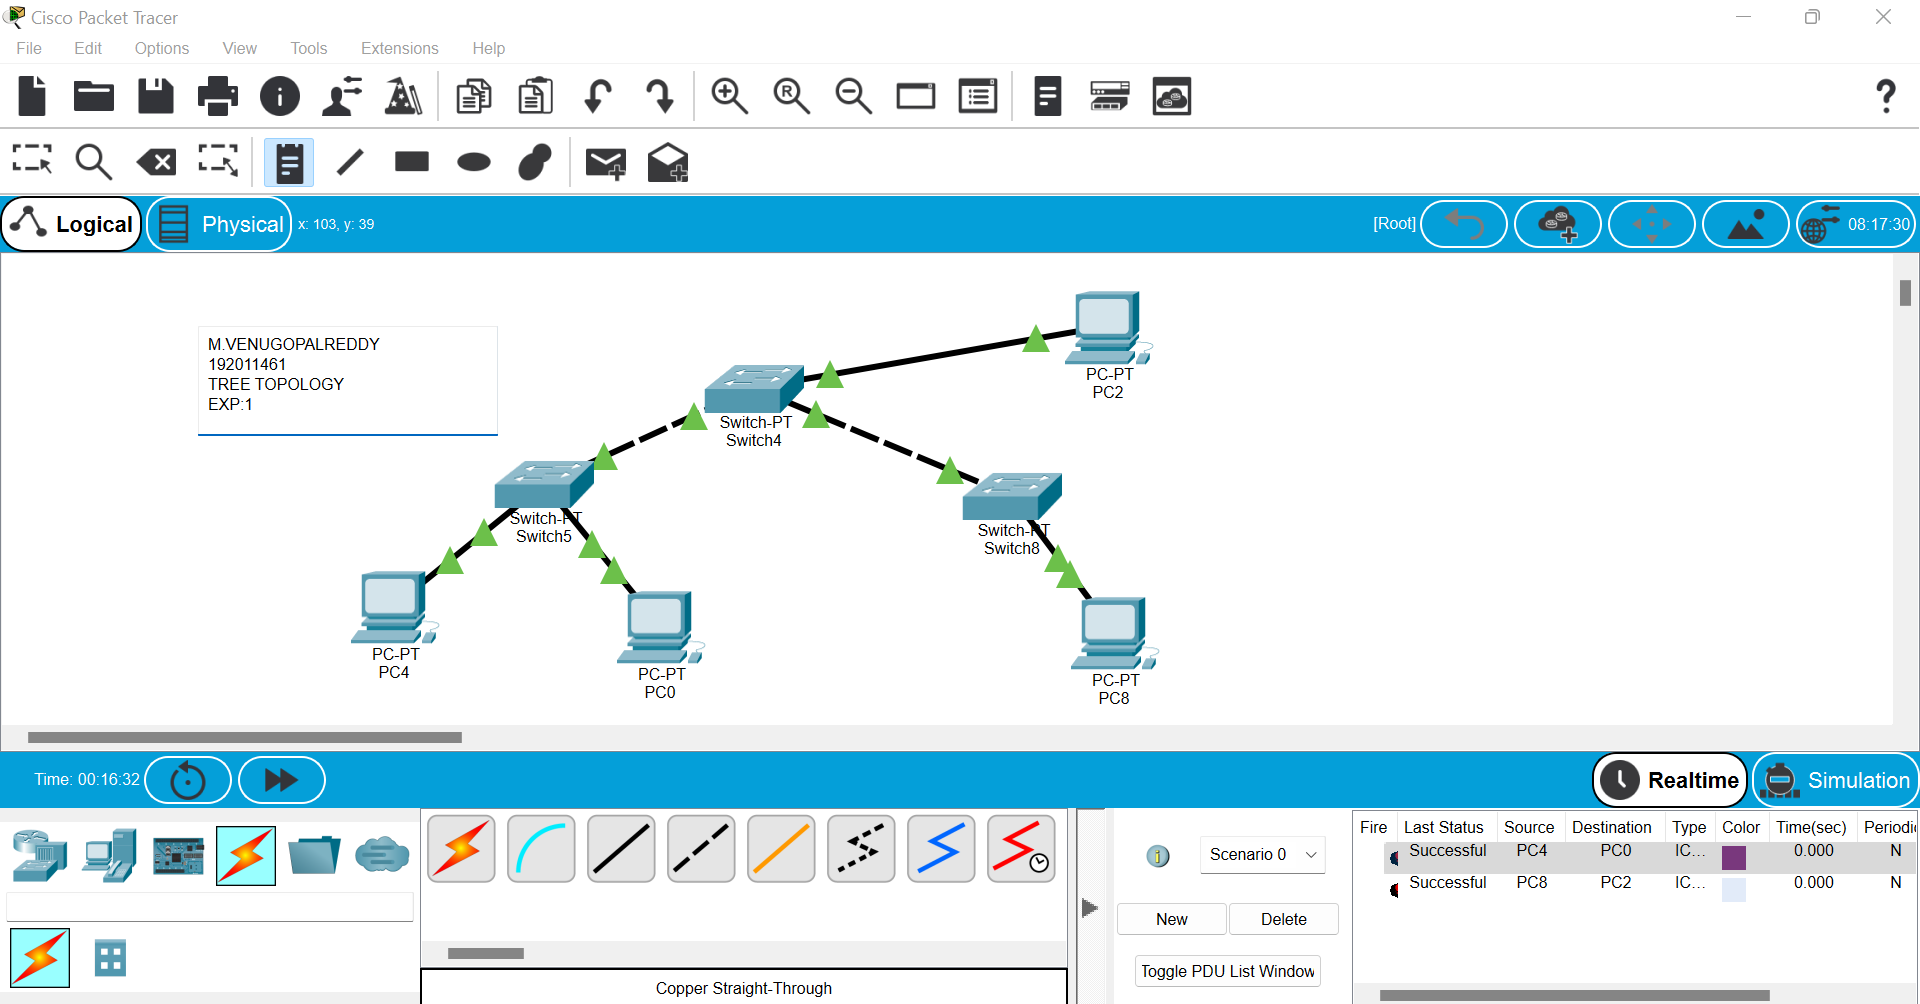 Cisco Packet Tracer
File Edit Options View Tools Extensions Help
Logical Physical x: 103, y: 39 [Root] 08:17:30
M.VENUGOPALREDDY
192011461
TREE TOPOLOGY
EXP:1
PC-PT
PC2
Switch-PT
Switch4
Switch-PT
Switch5
Switch-PT
Switch8
PC-PT
PC4
PC-PT
PC0
PC-PT
PC8
Time: 00:16:32 Realtime Simulation
Scenario 0
New Delete
Toggle PDU List Window
Fire Last Status Source Destination Type Color Time(sec) Periodi
Successful PC4 PC0 IC... 0.000 N
Successful PC8 PC2 IC... 0.000 N
Copper Straight-Through